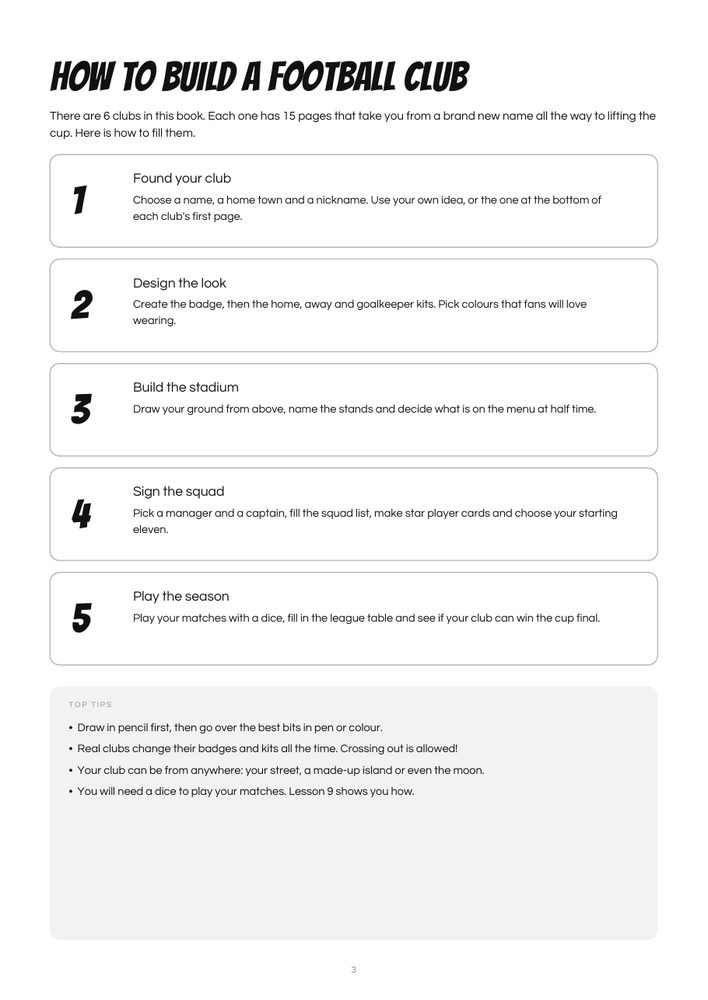 HOW TO BUILD A FOOTBALL CLUB
There are 6 clubs in this book. Each one has 15 pages that take you from a brand new name all the way to lifting the
cup. Here is how to fill them.
1
Found your club
Choose a name, a home town and a nickname. Use your own idea, or the one at the bottom of
each club's first page.
2
Design the look
Create the badge, then the home, away and goalkeeper kits. Pick colours that fans will love
wearing.
3
Build the stadium
Draw your ground from above, name the stands and decide what is on the menu at half time.
4
Sign the squad
Pick a manager and a captain, fill the squad list, make star player cards and choose your starting
eleven.
5
Play the season
Play your matches with a dice, fill in the league table and see if your club can win the cup final.
TOP TIPS
• Draw in pencil first, then go over the best bits in pen or colour.
• Real clubs change their badges and kits all the time. Crossing out is allowed!
• Your club can be from anywhere: your street, a made-up island or even the moon.
• You will need a dice to play your matches. Lesson 9 shows you how.
3